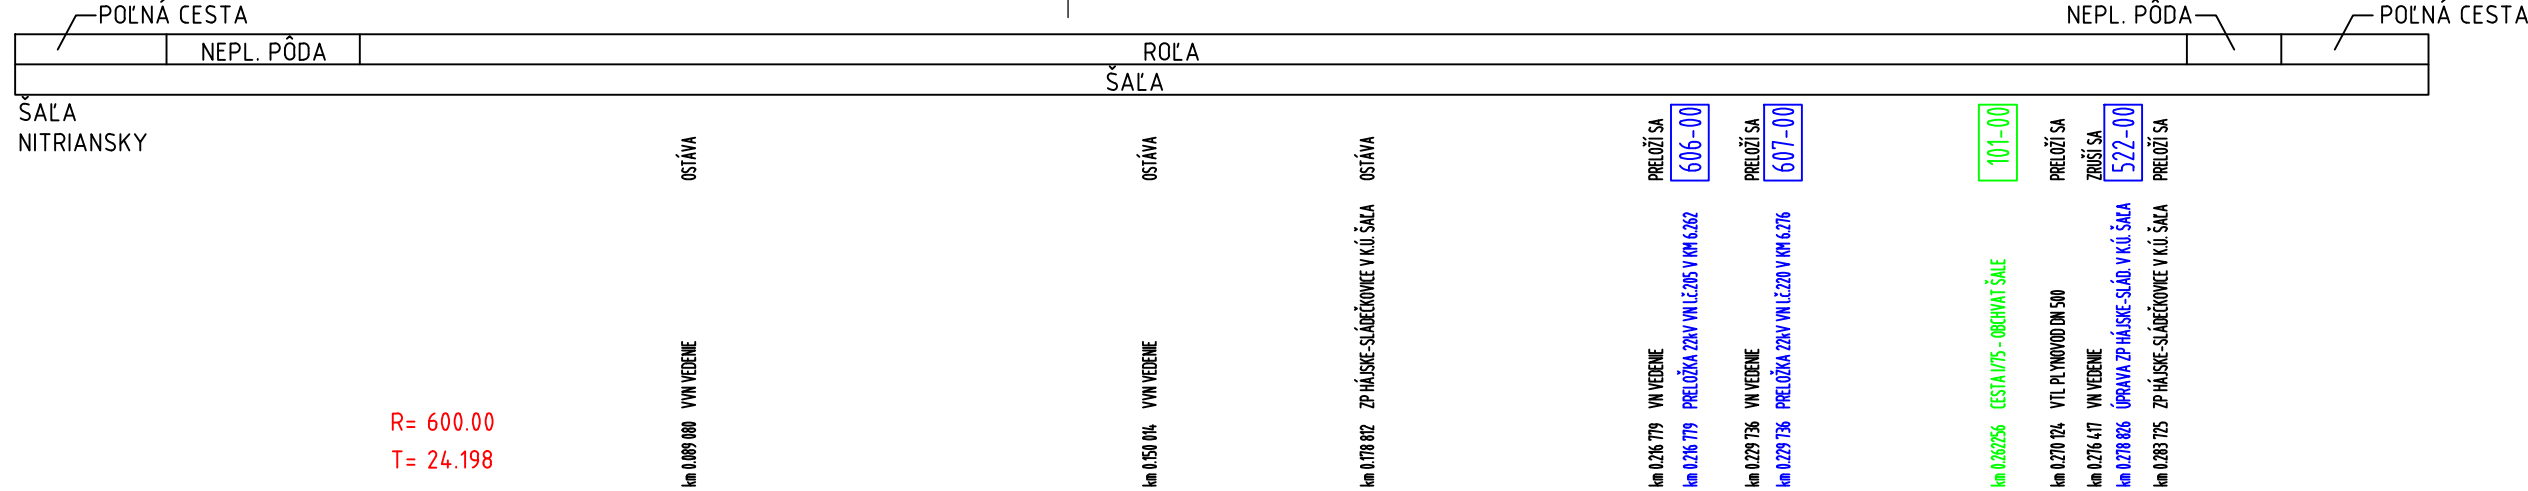 POĽNÁ CESTA
NEPL. PÔDA
POĽNÁ CESTA
NEPL. PÔDA
ROĽA
ŠAĽA
ŠAĽA
NITRIANSKY
R= 600.00
T= 24.198
km 0.089 080 VVN VEDENIE OSTÁVA
km 0.150 014 VVN VEDENIE OSTÁVA
km 0.178 812 ZP HÁJSKE-SLÁDEČKOVICE V K.Ú. ŠAĽA OSTÁVA
km 0.216 779 VN VEDENIE PRELOŽÍ SA
km 0.216 779 PRELOŽKA 22kV VN L.č.205 V KM 6.262 606-00
km 0.229 736 VN VEDENIE PRELOŽÍ SA
km 0.229 736 PRELOŽKA 22kV VN L.č.220 V KM 6.276 607-00
km 0.262256 CESTA I/75 - OBCHVAT ŠALE 101-00
km 0.270 124 VTL PLYNOVOD DN 500 PRELOŽÍ SA
km 0.276 417 VN VEDENIE ZRUŠÍ SA
km 0.278 826 ÚPRAVA ZP HÁJSKE-SLÁD. V K.Ú. ŠAĽA 522-00
km 0.283 725 ZP HÁJSKE-SLÁDEČKOVICE V K.Ú. ŠAĽA PRELOŽÍ SA